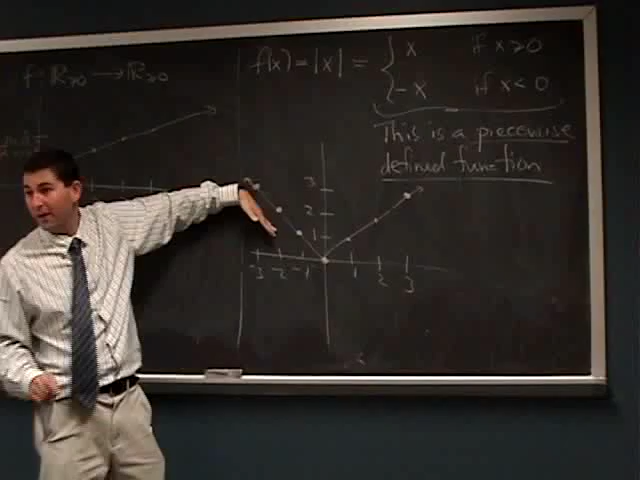 f: ℝ≥0 → ℝ≥0
f(x) = |x| = { x if x ≥ 0
-x if x < 0
This is a piecewise
defined function
3
2
1
-3 -2 -1 1 2 3